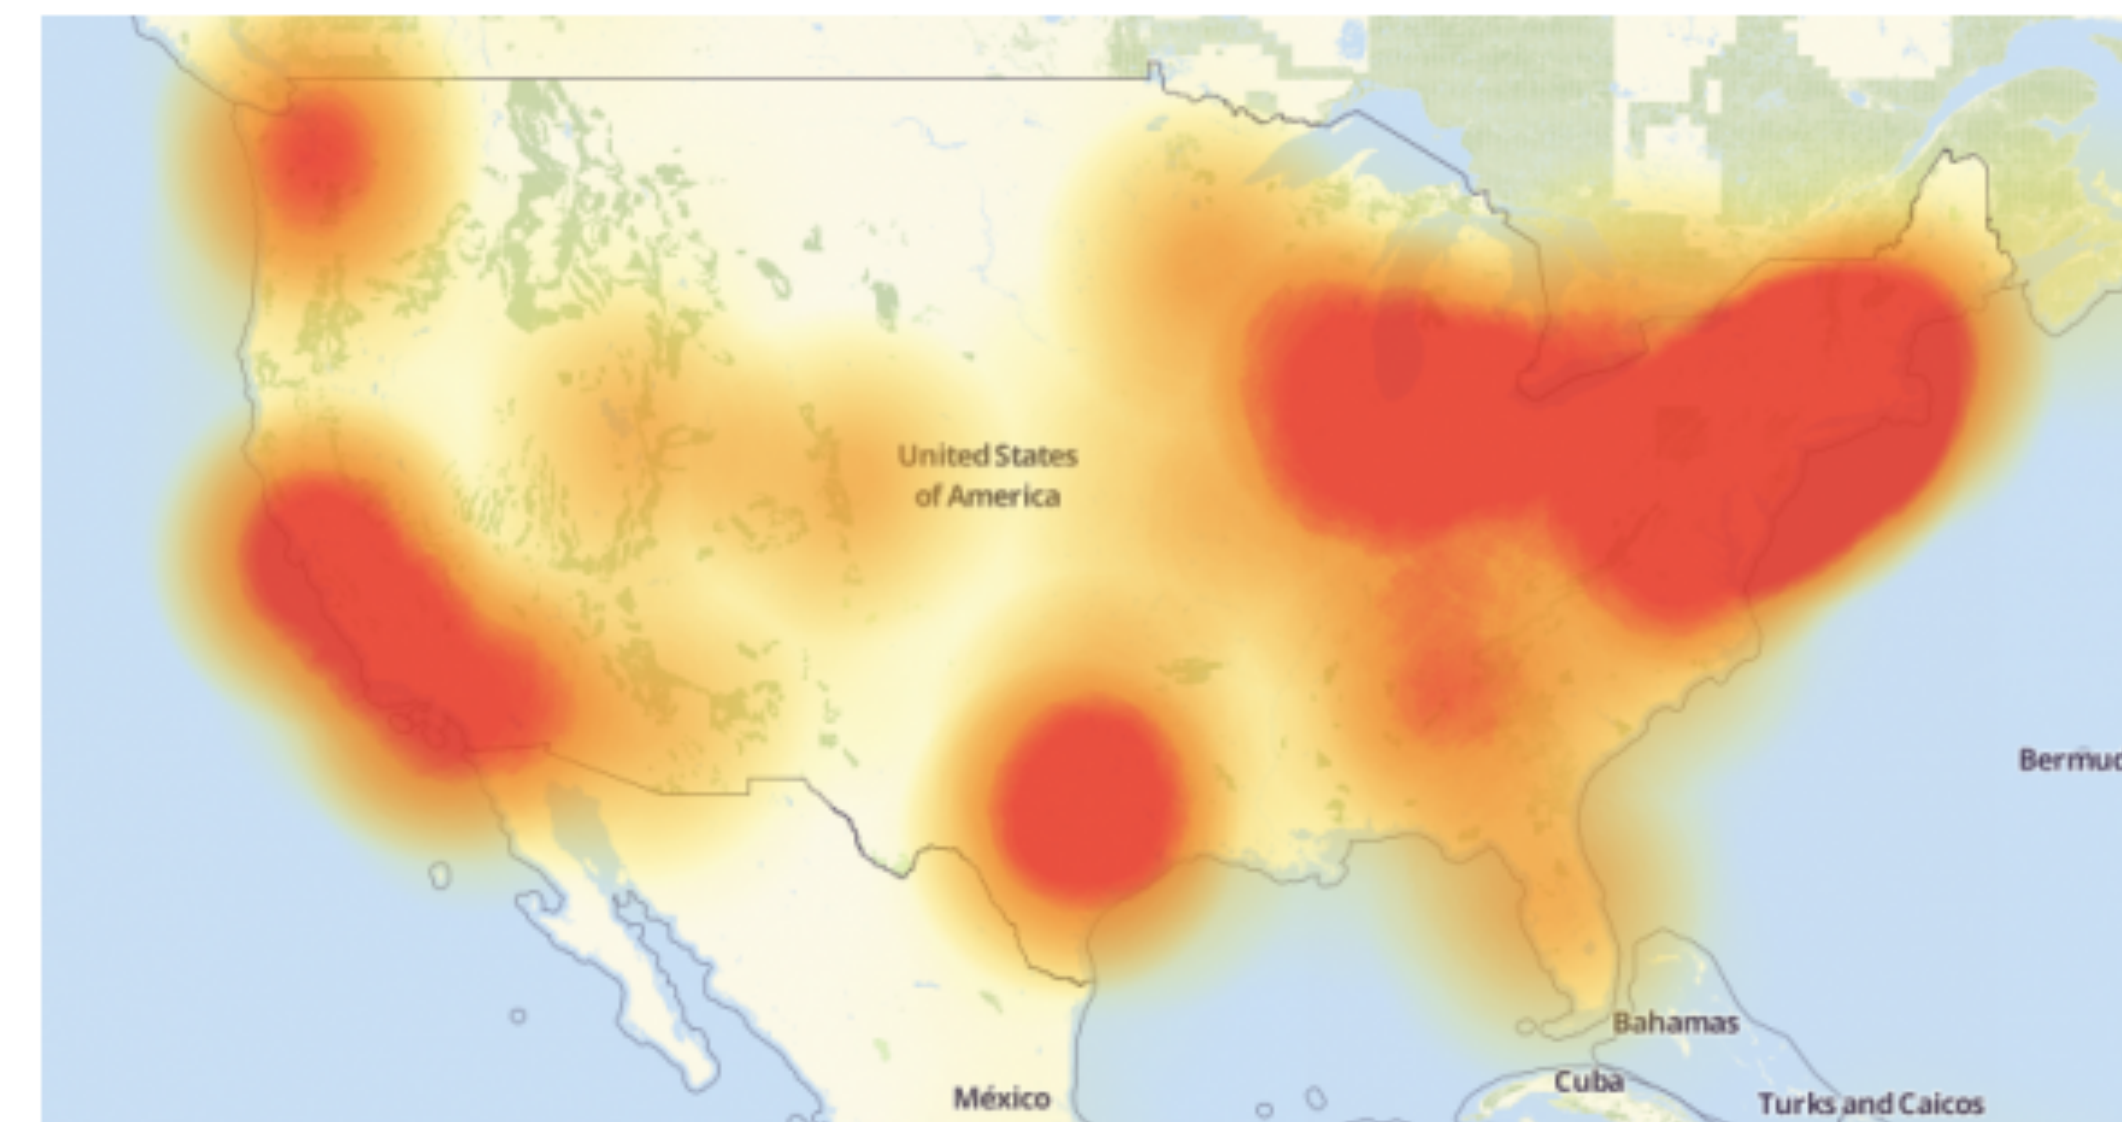 United States
of America
Bermuc
Bahamas
Cuba
México
Turks and Caicos